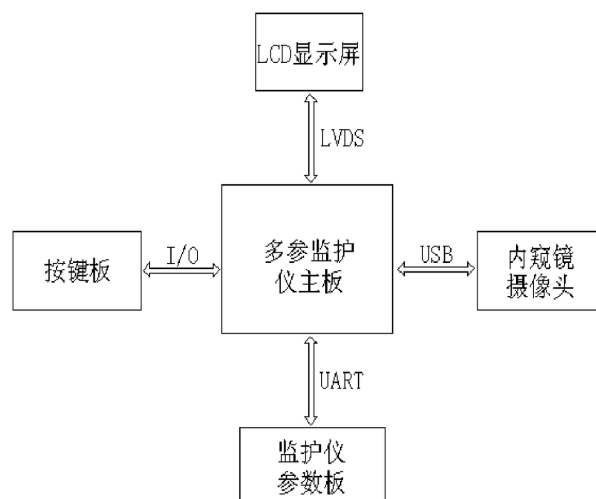 LCD显示屏
LVDS
按键板
I/O
多参监护
仪主板
USB
内窥镜
摄像头
UART
监护仪
参数板